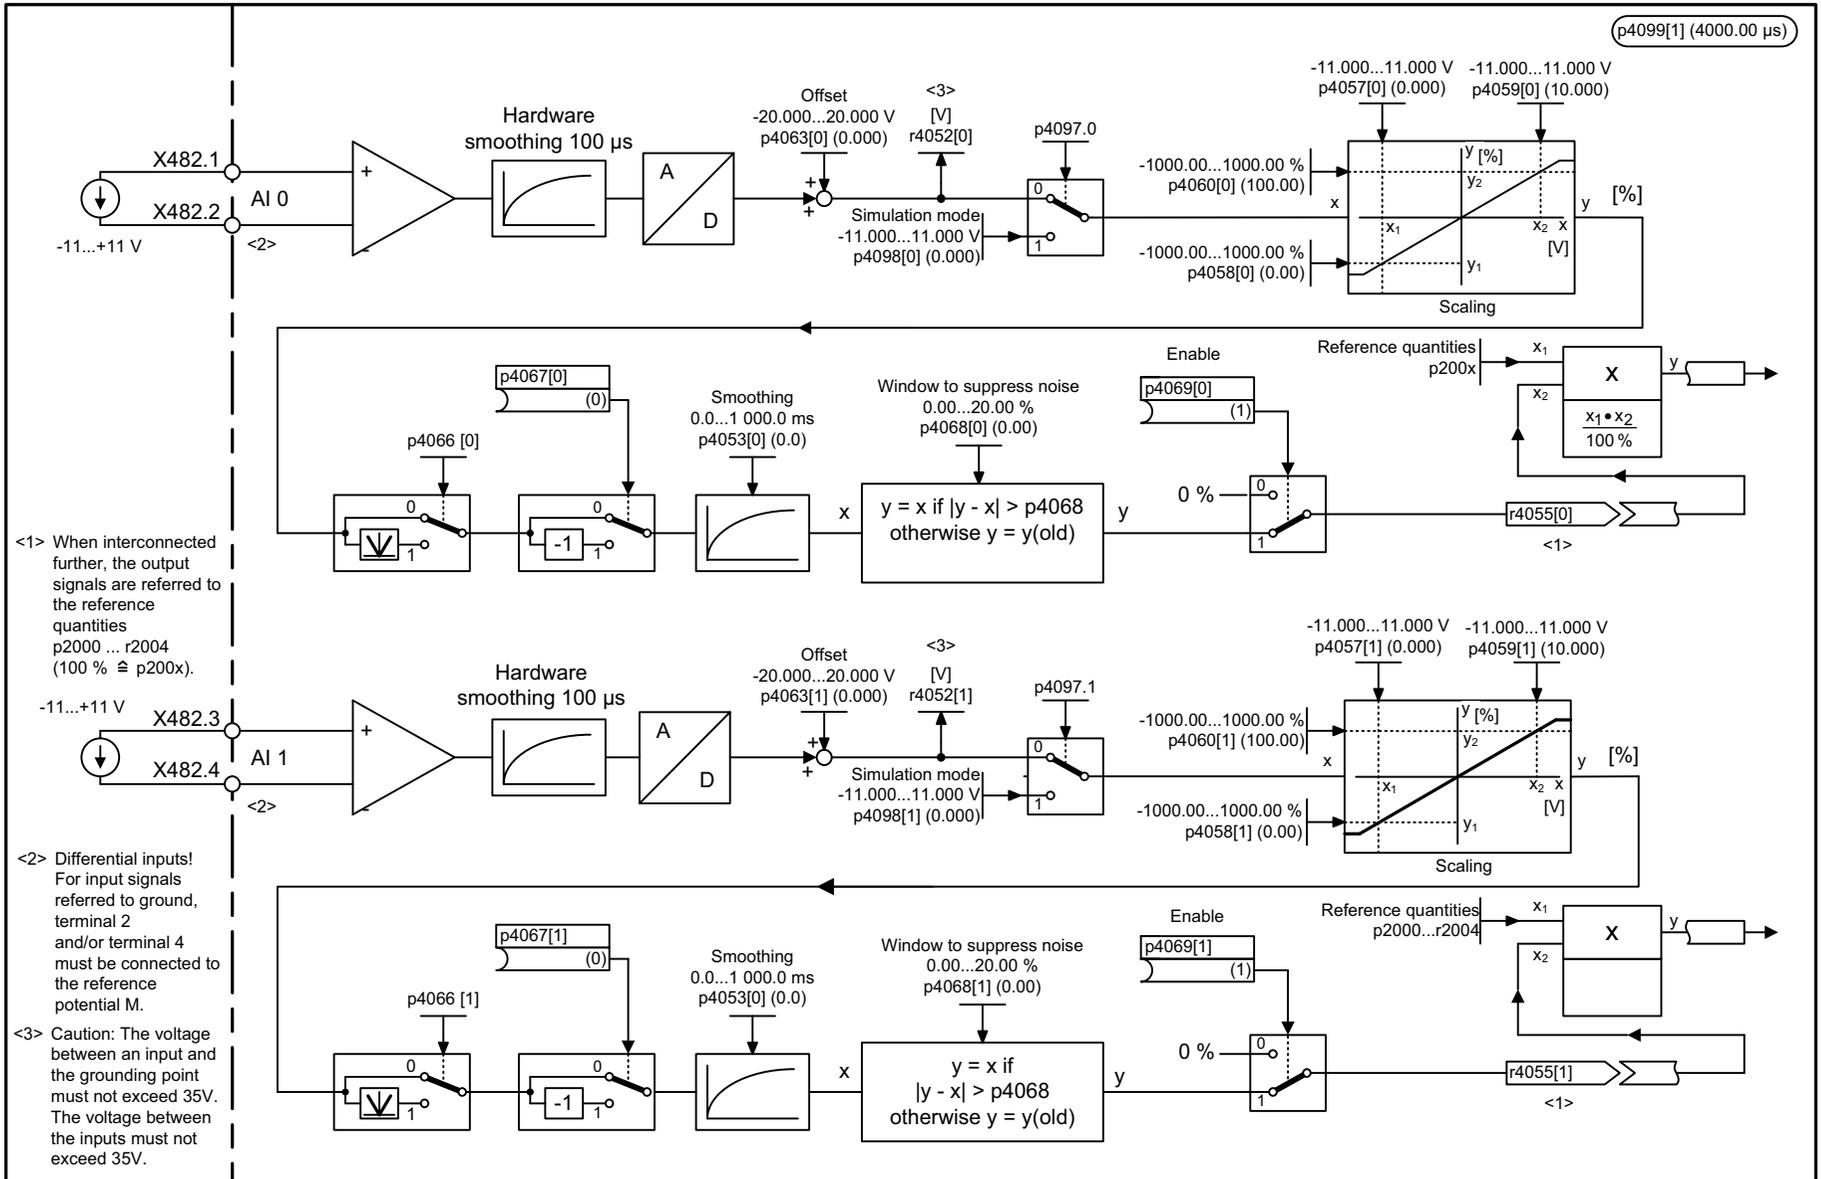 p4099[1] (4000.00 µs)
-11.000...11.000 V
p4057[0] (0.000)
-11.000...11.000 V
p4059[0] (10.000)
Hardware
smoothing 100 µs
Offset
-20.000...20.000 V
p4063[0] (0.000)
<3>
[V]
r4052[0]
p4097.0
X482.1
X482.2
-11...+11 V
AI 0
<2>
+
-
A
D
+
+
0
1
Simulation mode
-11.000...11.000 V
p4098[0] (0.000)
-1000.00...1000.00 %
p4060[0] (100.00)
x
-1000.00...1000.00 %
p4058[0] (0.00)
y [%]
y2
x1
x2 x
[V]
y1
y
[%]
Scaling
p4066 [0]
0
1
p4067[0]
(0)
0
-1
1
Smoothing
0.0...1 000.0 ms
p4053[0] (0.0)
x
Window to suppress noise
0.00...20.00 %
p4068[0] (0.00)
y = x if |y - x| > p4068
otherwise y = y(old)
y
Enable
p4069[0]
(1)
0 %
0
1
Reference quantities
p200x
x1
x2
X
x1 • x2
100 %
y
r4055[0]
<1>
<1> When interconnected
further, the output
signals are referred to
the reference
quantities
p2000 ... r2004
(100 % ≙ p200x).
-11...+11 V
X482.3
X482.4
AI 1
<2>
+
-
Hardware
smoothing 100 µs
A
D
Offset
-20.000...20.000 V
p4063[1] (0.000)
+
+
<3>
[V]
r4052[1]
p4097.1
0
1
Simulation mode
-11.000...11.000 V
p4098[1] (0.000)
-11.000...11.000 V
p4057[1] (0.000)
-11.000...11.000 V
p4059[1] (10.000)
-1000.00...1000.00 %
p4060[1] (100.00)
x
-1000.00...1000.00 %
p4058[1] (0.00)
y [%]
y2
x1
x2 x
[V]
y1
y
[%]
Scaling
<2> Differential inputs!
For input signals
referred to ground,
terminal 2
and/or terminal 4
must be connected to
the reference
potential M.
<3> Caution: The voltage
between an input and
the grounding point
must not exceed 35V.
The voltage between
the inputs must not
exceed 35V.
p4066 [1]
0
1
p4067[1]
(0)
0
-1
1
Smoothing
0.0...1 000.0 ms
p4053[0] (0.0)
x
Window to suppress noise
0.00...20.00 %
p4068[1] (0.00)
y = x if
|y - x| > p4068
otherwise y = y(old)
y
Enable
p4069[1]
(1)
0 %
0
1
Reference quantities
p2000...r2004
x1
x2
X
y
r4055[1]
<1>